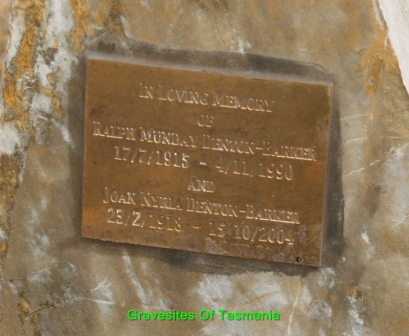 IN LOVING MEMORY
OF
RALPH MUNDAY DENTON-BARKER
17/7/1915 - 4/11/1990
AND
JOAN KYRIA DENTON-BARKER
23/2/1918 - 15/10/2004
Gravesites Of Tasmania